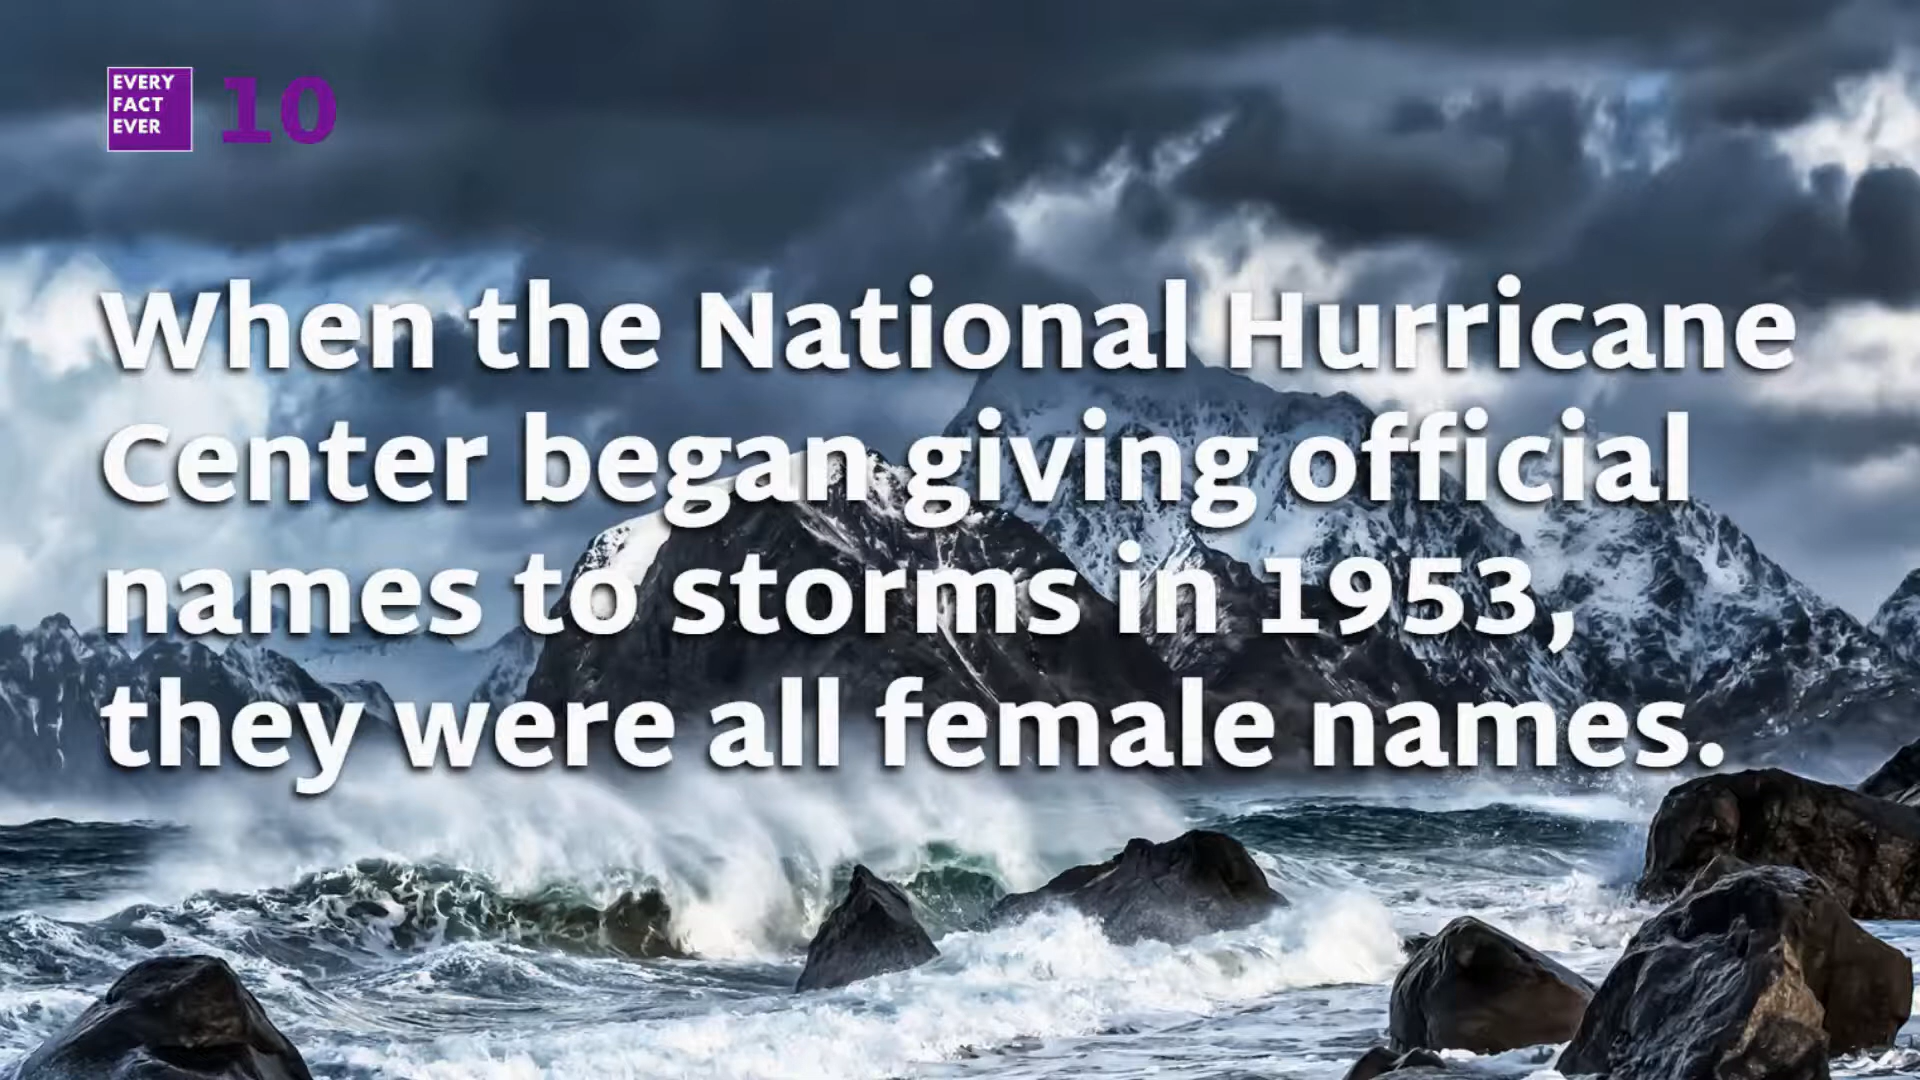 EVERY
FACT
EVER
10
When the National Hurricane
Center began giving official
names to storms in 1953,
they were all female names.